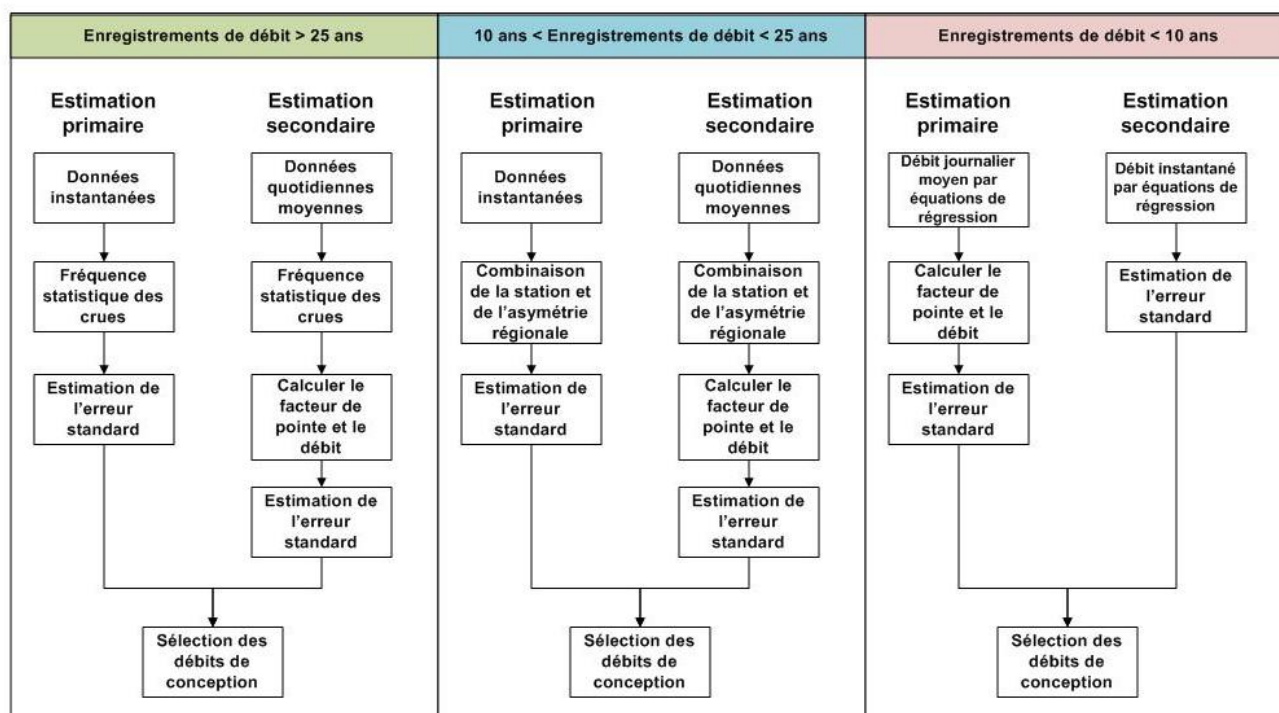 Enregistrements de débit > 25 ans
Estimation
primaire
Données
instantanées
Fréquence
statistique des
crues
Estimation de
l'erreur
standard
Estimation
secondaire
Données
quotidiennes
moyennes
Fréquence
statistique des
crues
Calculer le
facteur de
pointe et le
débit
Estimation de
l'erreur
standard
Sélection des
débits de
conception
10 ans < Enregistrements de débit < 25 ans
Estimation
primaire
Données
instantanées
Combinaison
de la station et
de l'asymétrie
régionale
Estimation de
l'erreur
standard
Estimation
secondaire
Données
quotidiennes
moyennes
Combinaison
de la station et
de l'asymétrie
régionale
Calculer le
facteur de
pointe et le
débit
Estimation de
l'erreur
standard
Sélection des
débits de
conception
Enregistrements de débit < 10 ans
Estimation
primaire
Débit journalier
moyen par
équations de
régression
Calculer le
facteur de
pointe et le
débit
Estimation de
l'erreur
standard
Estimation
secondaire
Débit instantané
par équations de
régression
Estimation de
l'erreur
standard
Sélection des
débits de
conception